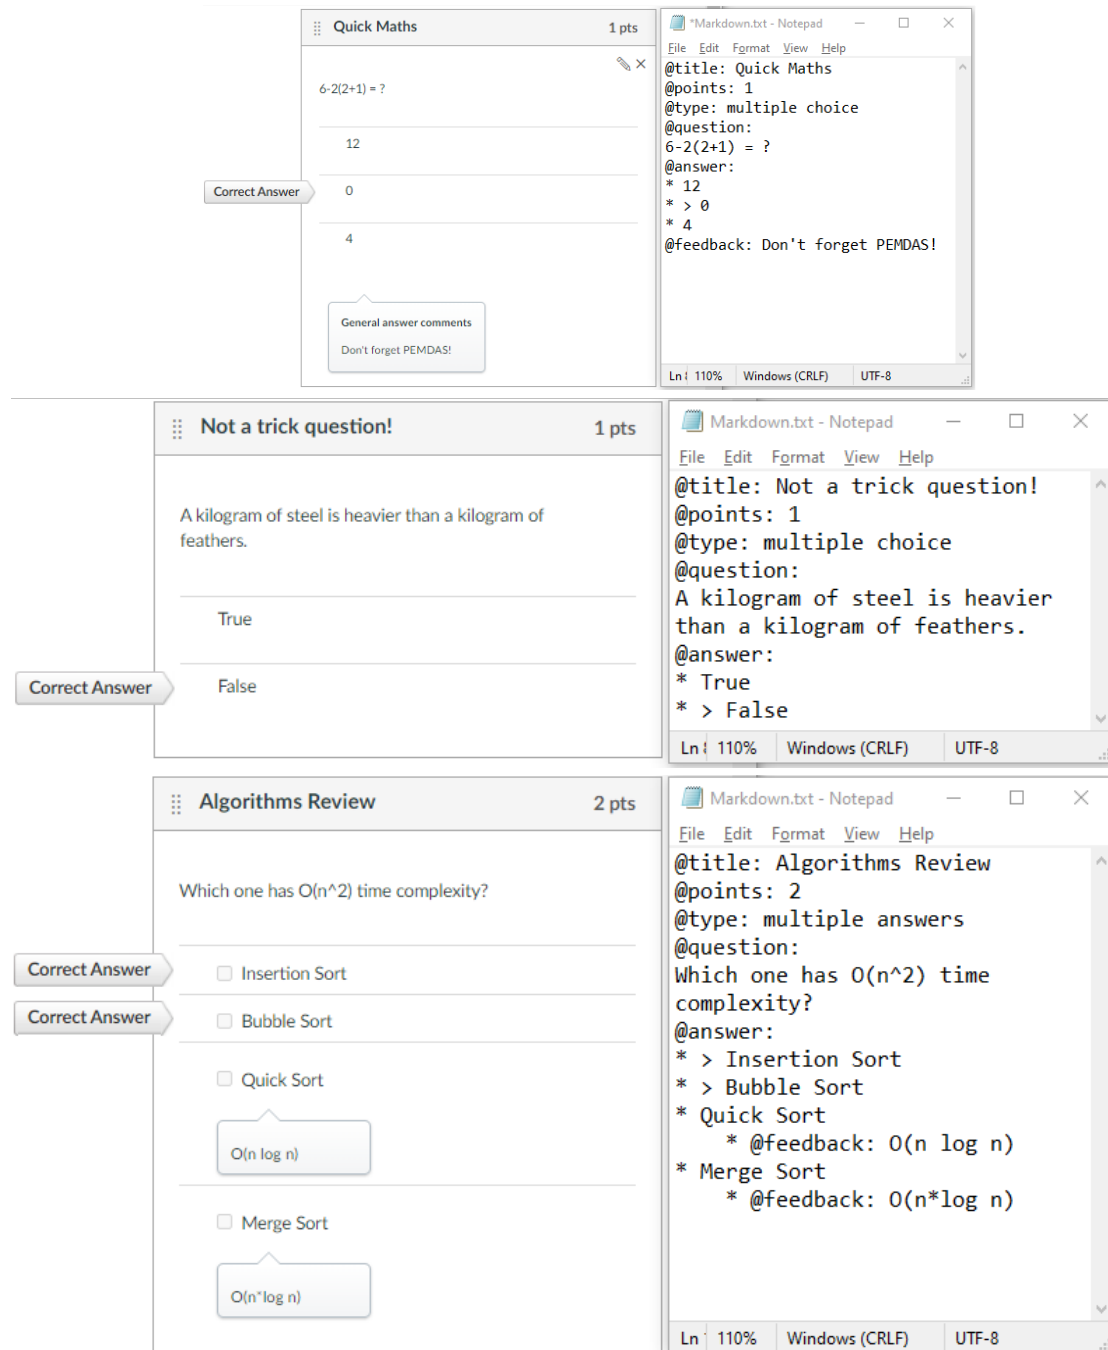 Quick Maths 1 pts
6-2(2+1) = ?
12
Correct Answer 0
4
General answer comments
Don't forget PEMDAS!
*Markdown.txt - Notepad
File Edit Format View Help
@title: Quick Maths
@points: 1
@type: multiple choice
@question:
6-2(2+1) = ?
@answer:
* 12
* > 0
* 4
@feedback: Don't forget PEMDAS!
Ln 110% Windows (CRLF) UTF-8
Not a trick question! 1 pts
A kilogram of steel is heavier than a kilogram of
feathers.
True
Correct Answer False
Markdown.txt - Notepad
File Edit Format View Help
@title: Not a trick question!
@points: 1
@type: multiple choice
@question:
A kilogram of steel is heavier
than a kilogram of feathers.
@answer:
* True
* > False
Ln 110% Windows (CRLF) UTF-8
Algorithms Review 2 pts
Which one has O(n^2) time complexity?
Correct Answer Insertion Sort
Correct Answer Bubble Sort
Quick Sort
O(n log n)
Merge Sort
O(n*log n)
Markdown.txt - Notepad
File Edit Format View Help
@title: Algorithms Review
@points: 2
@type: multiple answers
@question:
Which one has O(n^2) time
complexity?
@answer:
* > Insertion Sort
* > Bubble Sort
* Quick Sort
    * @feedback: O(n log n)
* Merge Sort
    * @feedback: O(n*log n)
Ln 110% Windows (CRLF) UTF-8